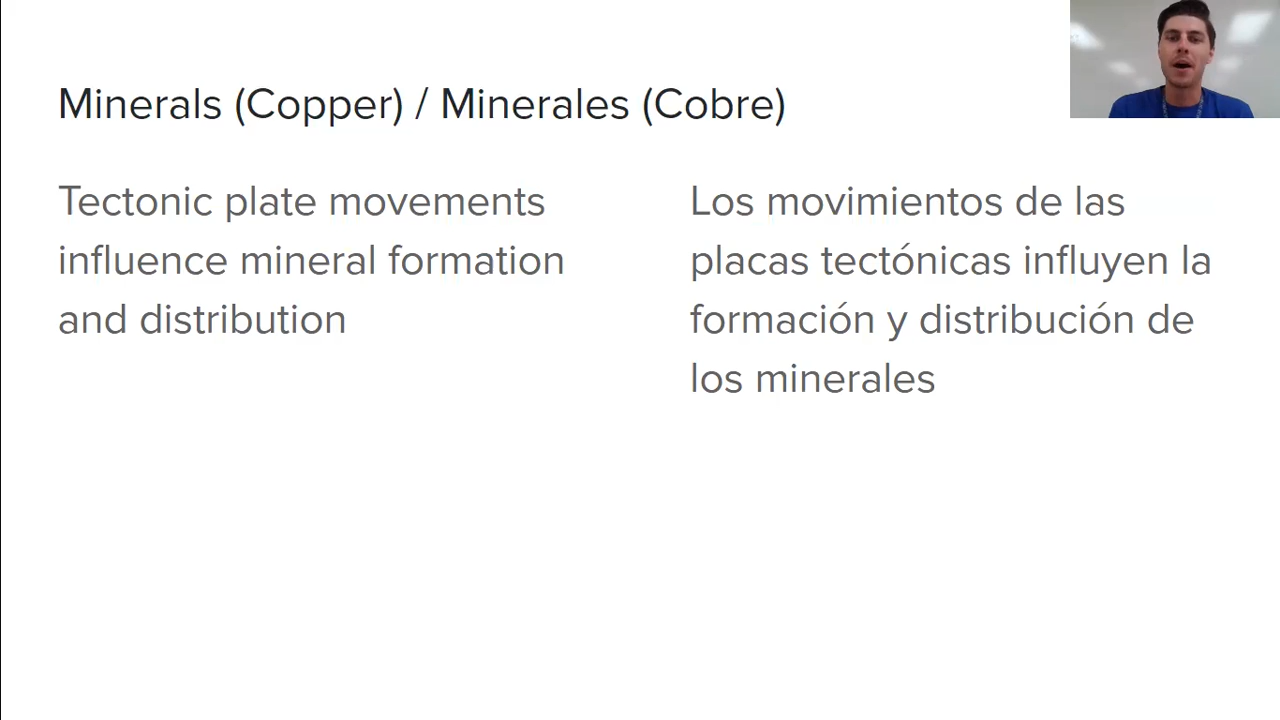 Minerals (Copper) / Minerales (Cobre)
Tectonic plate movements
influence mineral formation
and distribution
Los movimientos de las
placas tectónicas influyen la
formación y distribución de
los minerales